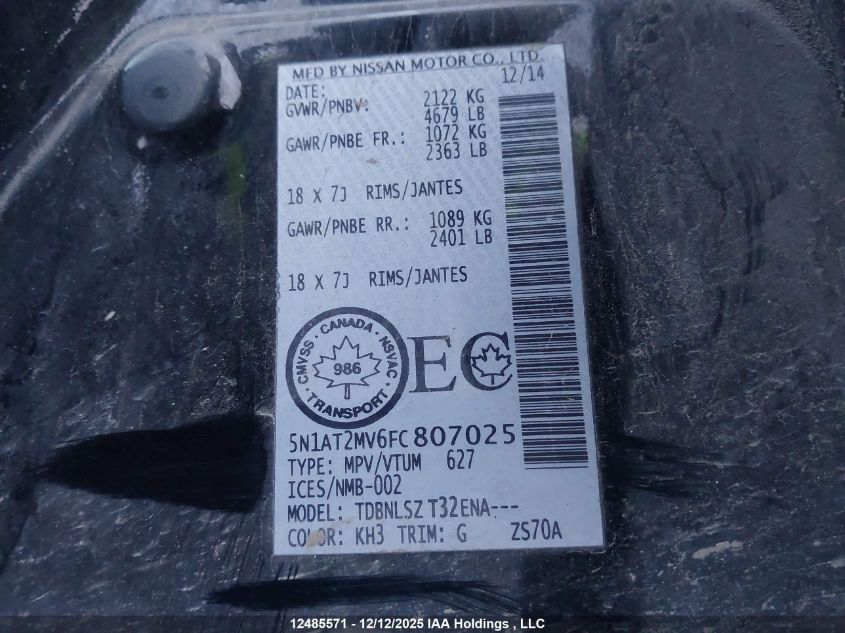 MFD BY NISSAN MOTOR CO., LTD.
DATE: 12/14
GVWR/PNBV: 2122 KG
4679 LB
GAWR/PNBE FR.: 1072 KG
2363 LB
18 X 7J RIMS/JANTES
GAWR/PNBE RR.: 1089 KG
2401 LB
18 X 7J RIMS/JANTES
CMVSS · CANADA · NSVAC ·
986
TRANSPORT
EC
5N1AT2MV6FC807025
TYPE: MPV/VTUM 627
ICES/NMB-002
MODEL: TDBNLSZ T32ENA---
COLOR: KH3 TRIM: G ZS70A
12485571 - 12/12/2025 IAA Holdings , LLC